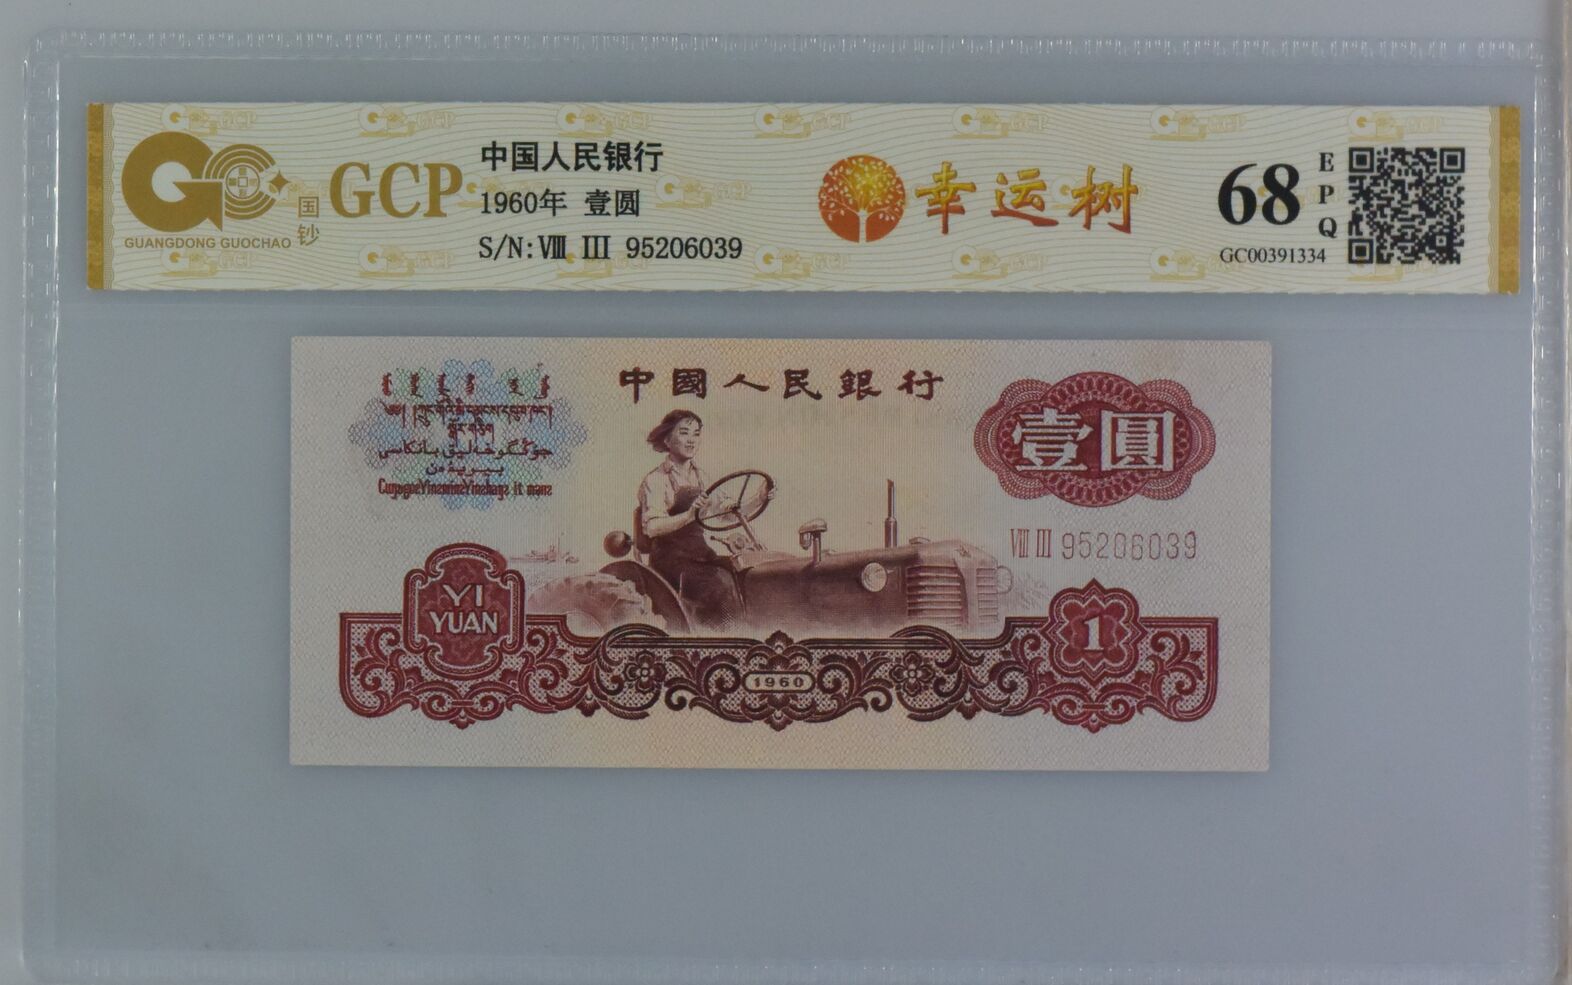 GCP
国钞
GUANGDONG GUOCHAO
中国人民银行
1960年 壹圆
S/N:Ⅷ III 95206039
幸运树
68
EPQ
GC00391334
中國人民銀行
壹圓
Ⅷ III 95206039
YI
YUAN
1960
1